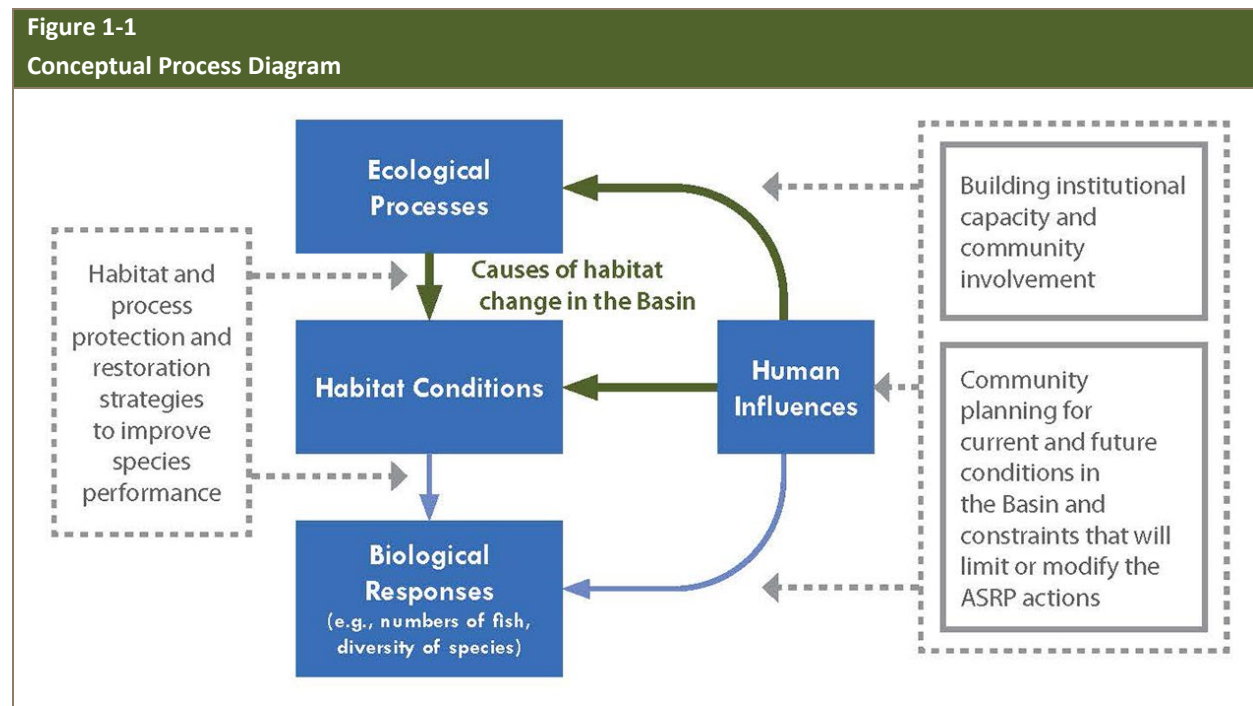 Figure 1-1
Conceptual Process Diagram
Ecological
Processes
Habitat and
process
protection and
restoration
strategies
to improve
species
performance
Causes of habitat
change in the Basin
Habitat Conditions
Human
Influences
Biological
Responses
(e.g., numbers of fish,
diversity of species)
Building institutional
capacity and
community
involvement
Community
planning for
current and future
conditions in
the Basin and
constraints that will
limit or modify the
ASRP actions